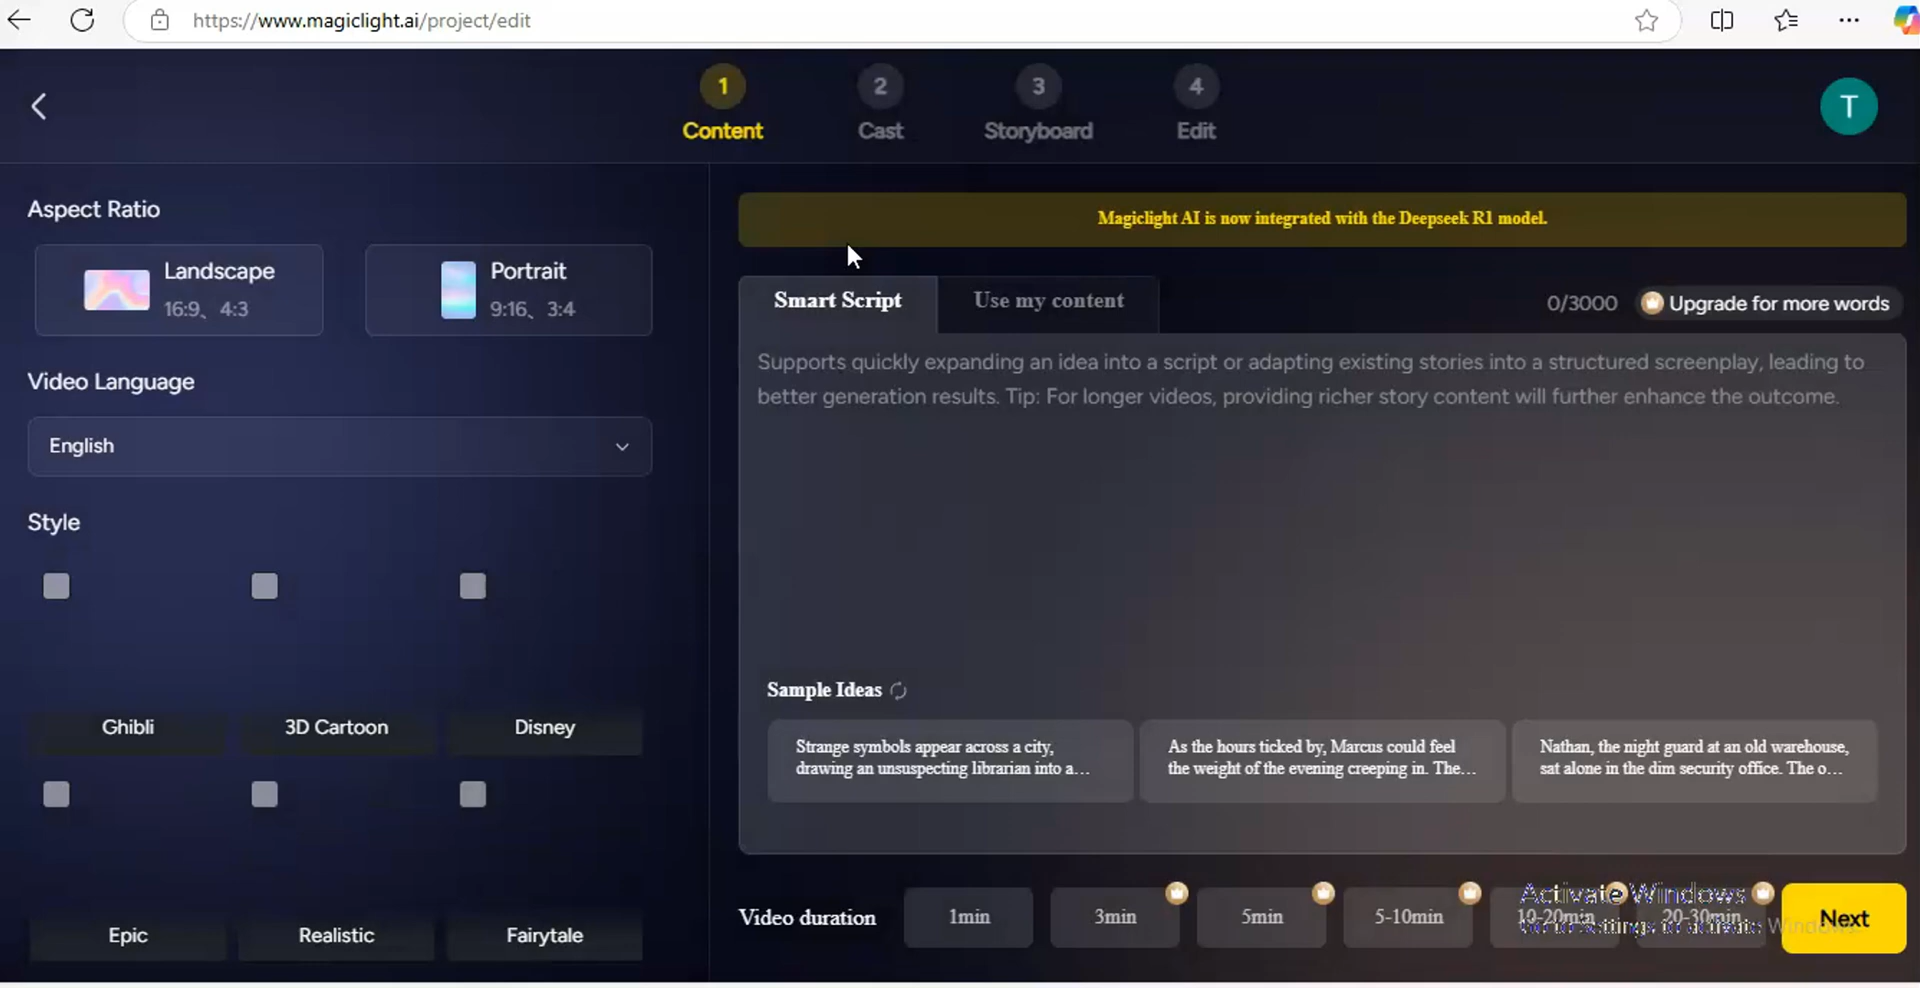 https://www.magiclight.ai/project/edit
1
2
3
4
Content
Cast
Storyboard
Edit
T
Aspect Ratio
Landscape
16:9、4:3
Portrait
9:16、3:4
Video Language
English
Style
Ghibli
3D Cartoon
Disney
Epic
Realistic
Fairytale
Magiclight AI is now integrated with the Deepseek R1 model.
Smart Script
Use my content
0/3000
Upgrade for more words
Supports quickly expanding an idea into a script or adapting existing stories into a structured screenplay, leading to
better generation results. Tip: For longer videos, providing richer story content will further enhance the outcome.
Sample Ideas
Strange symbols appear across a city,
drawing an unsuspecting librarian into a...
As the hours ticked by, Marcus could feel
the weight of the evening creeping in. The...
Nathan, the night guard at an old warehouse,
sat alone in the dim security office. The o...
Video duration
1min
3min
5min
5-10min
10-20min
20-30min
Next
Activate Windows
to activate Windows.